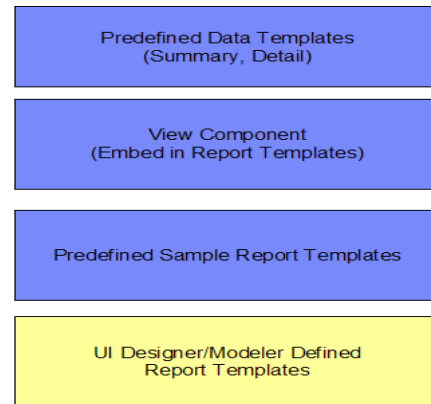 Predefined Data Templates
(Summary, Detail)
View Component
(Embed in Report Templates)
Predefined Sample Report Templates
UI Designer/Modeler Defined
Report Templates